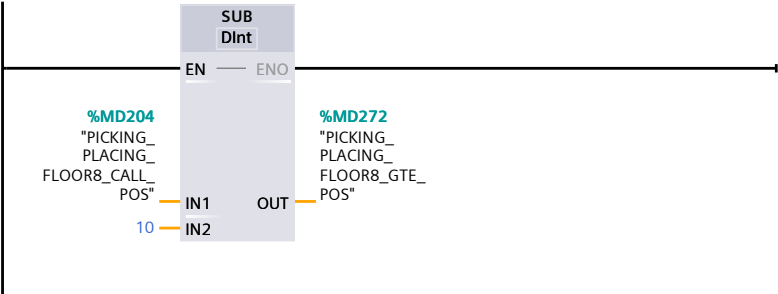 SUB
DInt
EN
ENO
%MD204
"PICKING_
PLACING_
FLOOR8_CALL_
POS"
IN1
10
IN2
%MD272
"PICKING_
PLACING_
FLOOR8_GTE_
POS"
OUT